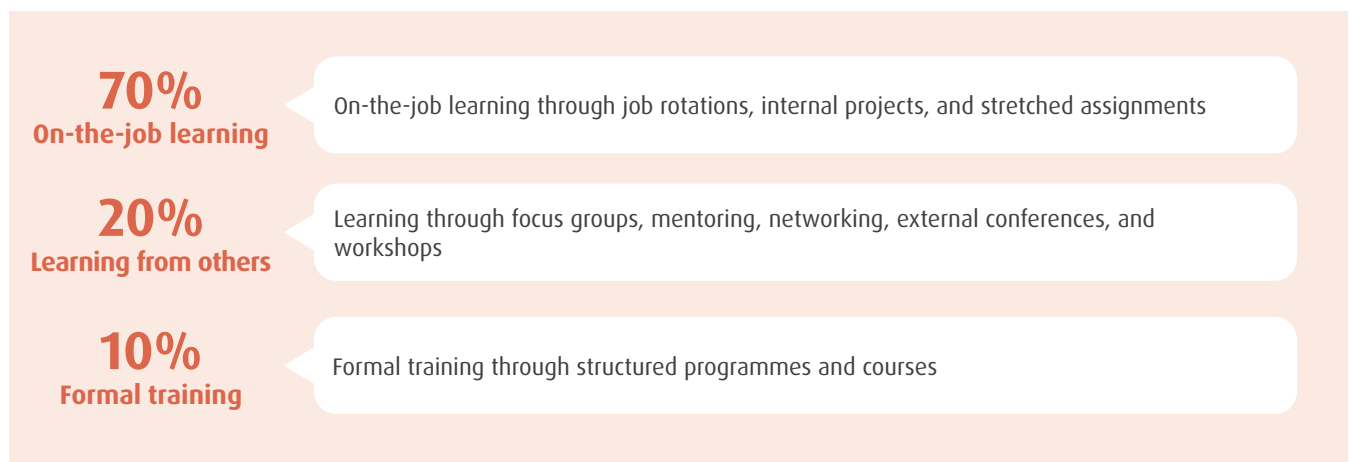 70%
On-the-job learning
On-the-job learning through job rotations, internal projects, and stretched assignments
20%
Learning from others
Learning through focus groups, mentoring, networking, external conferences, and
workshops
10%
Formal training
Formal training through structured programmes and courses